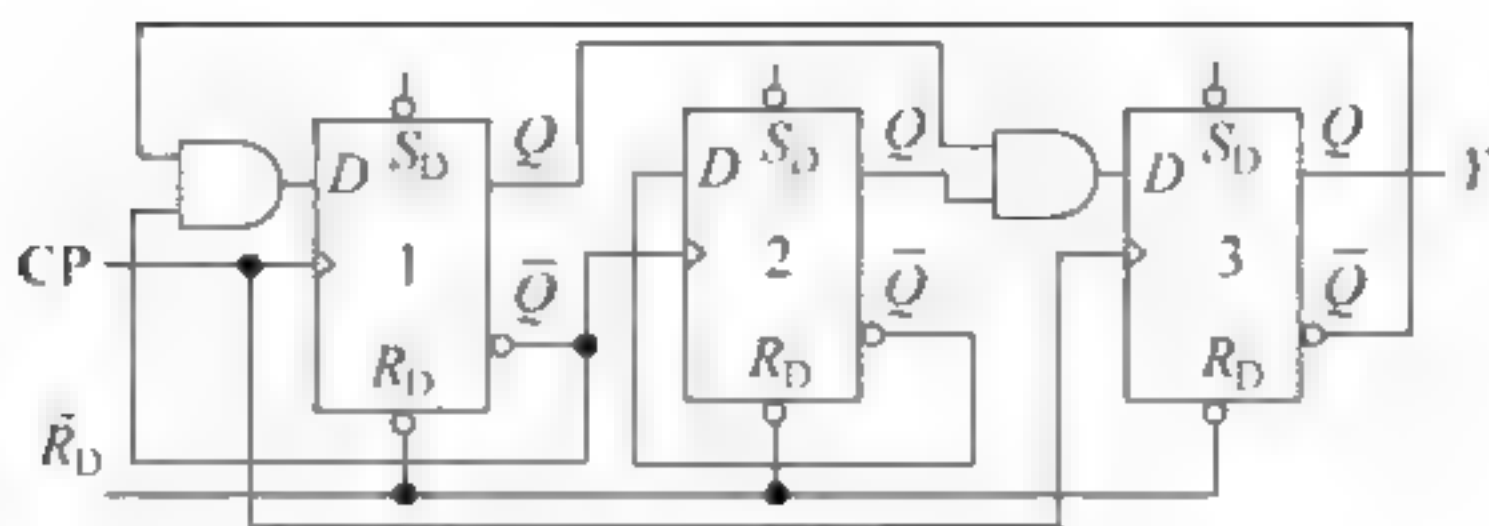 Q Q Q
S_D S_D S_D
D D D Y
CP 1 2 3
Q̅ Q̅ Q̅
R_D R_D R_D
R̄_D